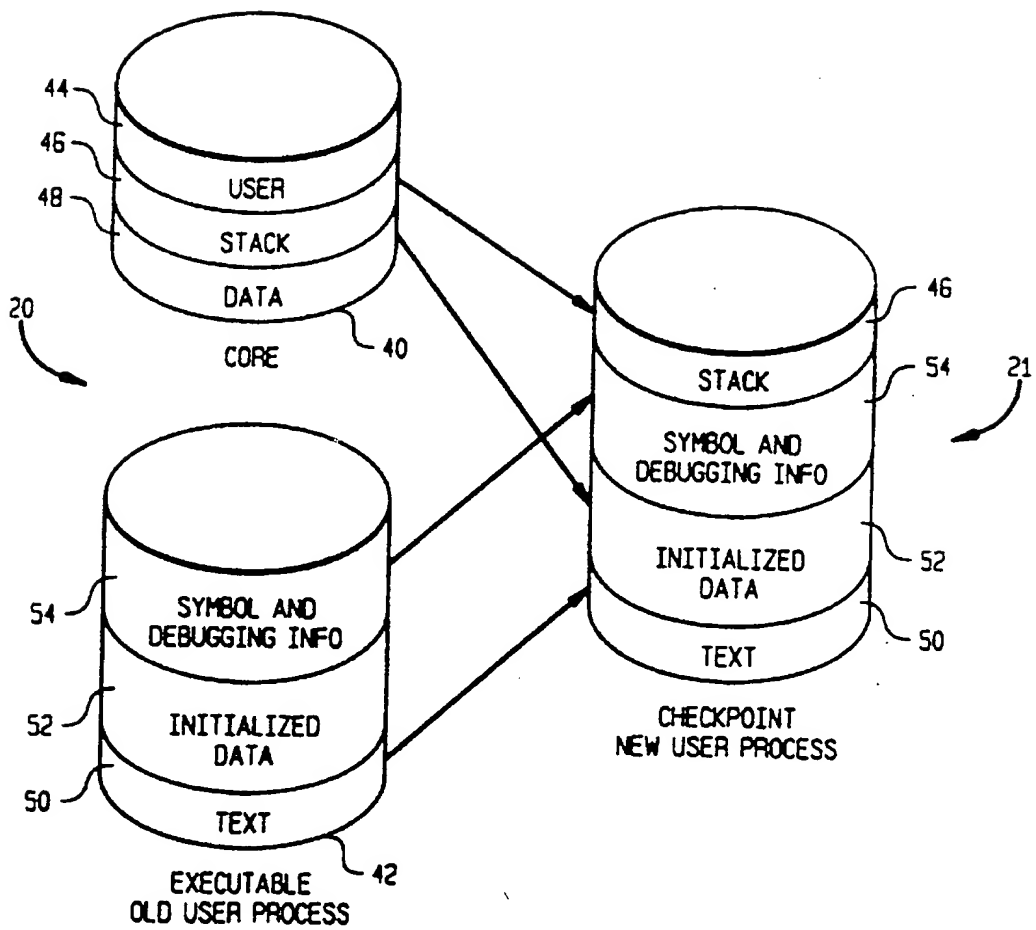 44
46
48
USER
STACK
DATA
40
CORE
20
46
54
21
STACK
SYMBOL AND
DEBUGGING INFO
INITIALIZED
DATA
52
50
TEXT
CHECKPOINT
NEW USER PROCESS
54
SYMBOL AND
DEBUGGING INFO
52
INITIALIZED
DATA
50
TEXT
42
EXECUTABLE
OLD USER PROCESS